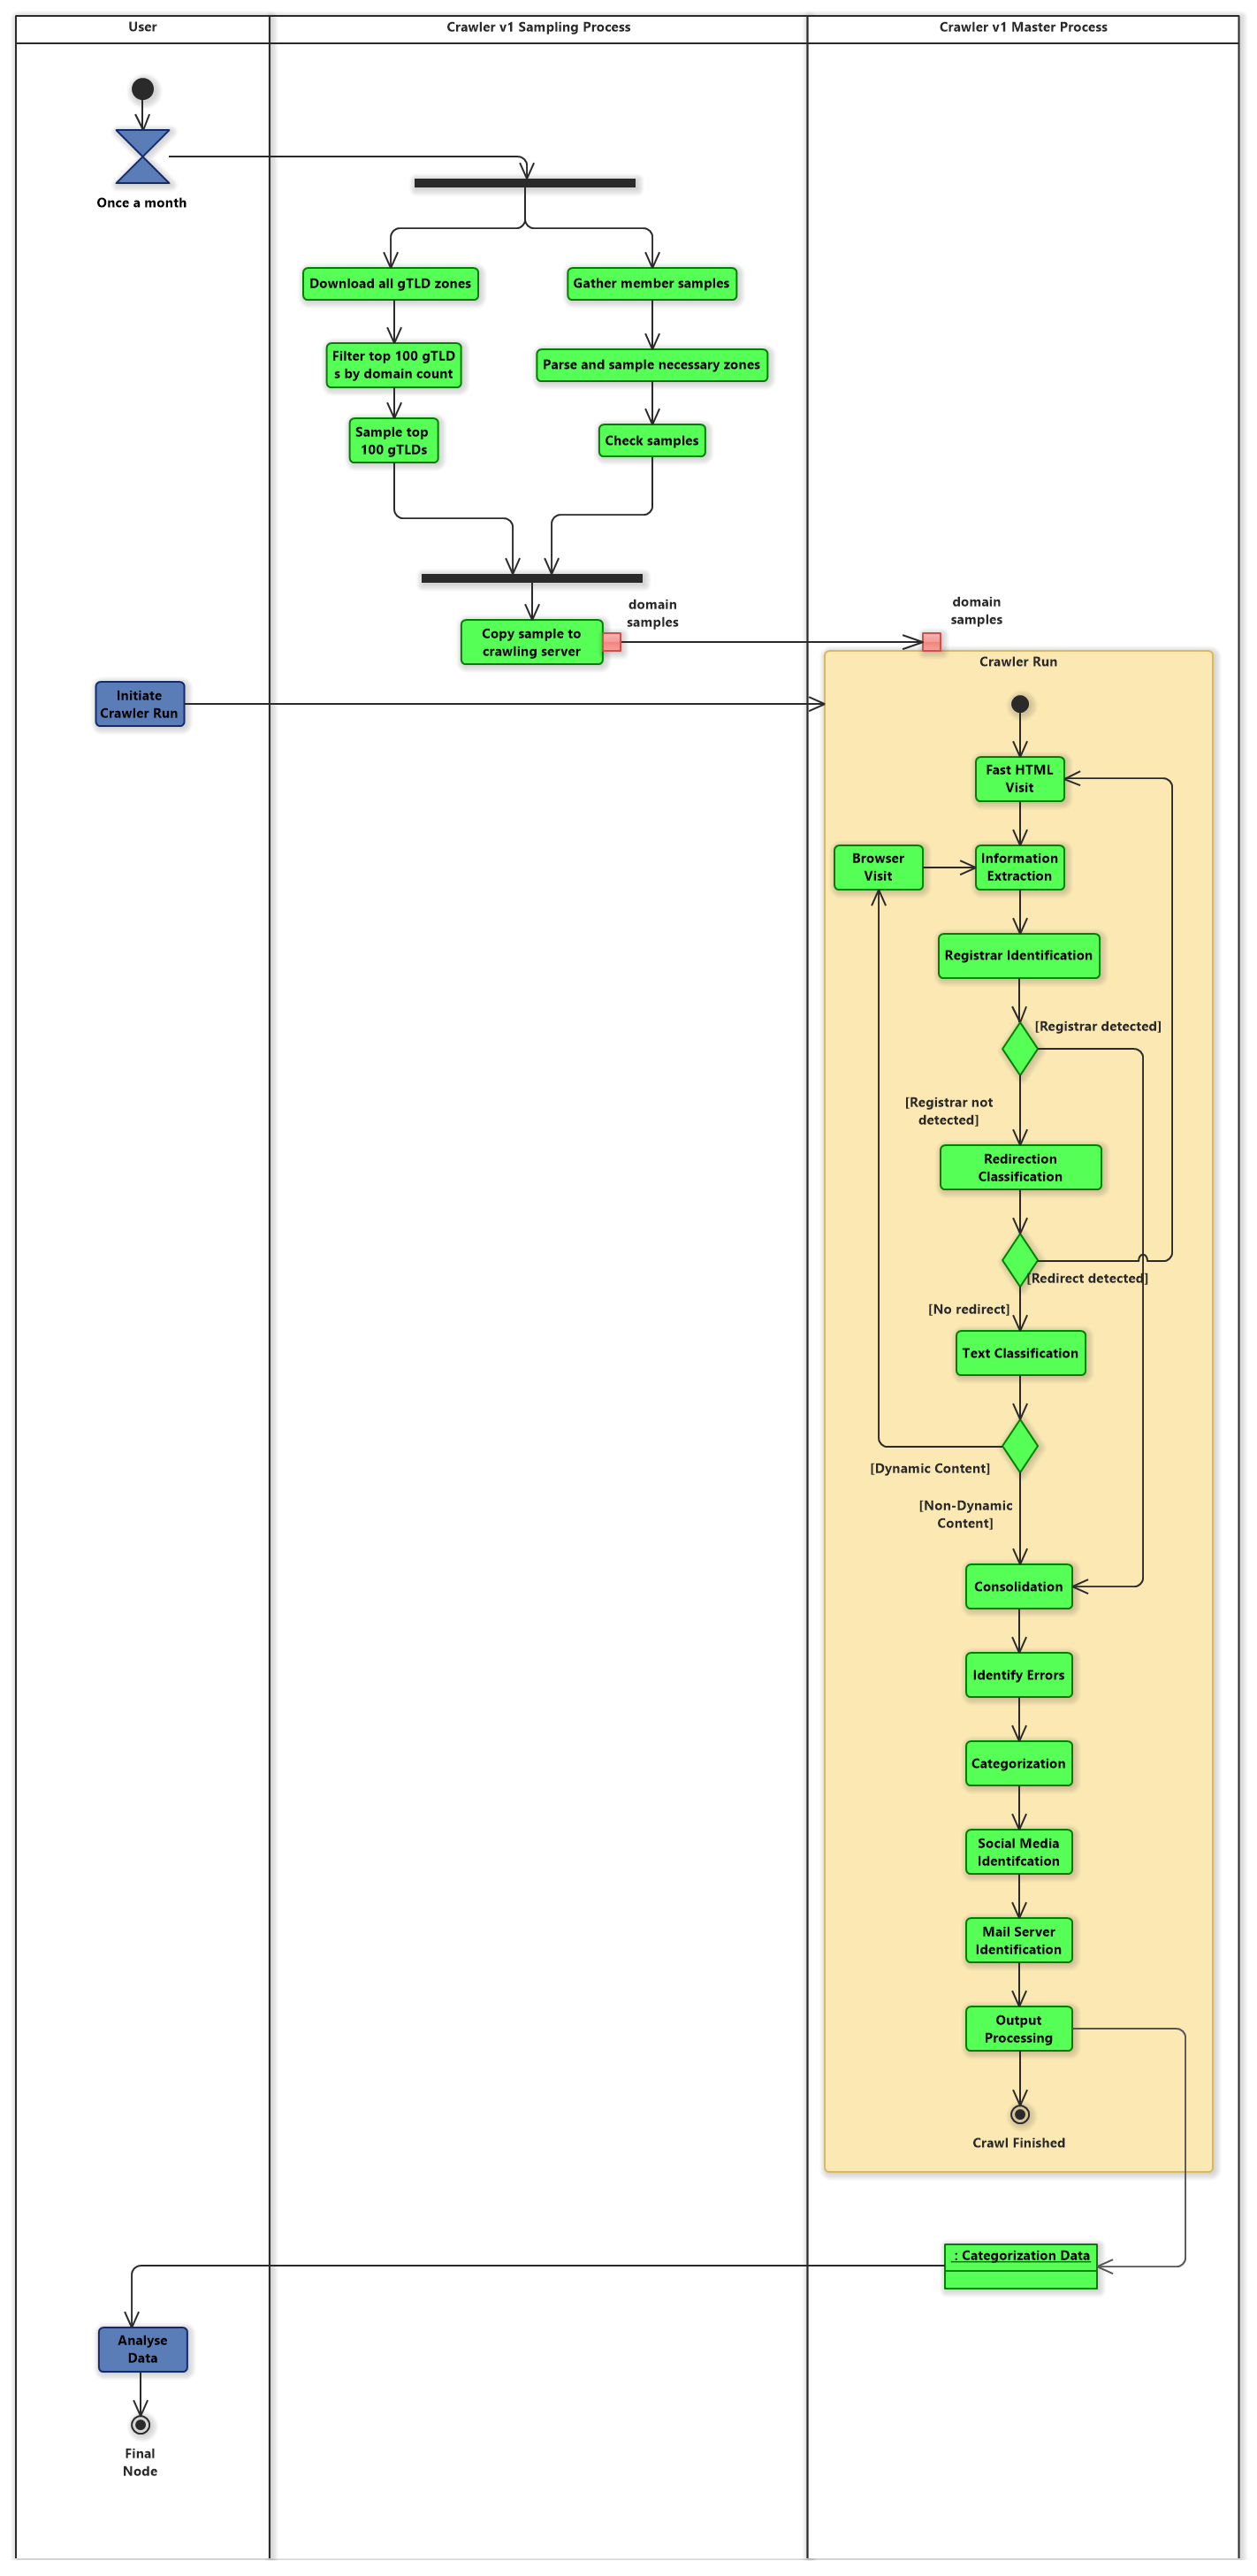 User
Crawler v1 Sampling Process
Crawler v1 Master Process
Once a month
Download all gTLD zones
Gather member samples
Filter top 100 gTLD
s by domain count
Parse and sample necessary zones
Sample top
100 gTLDs
Check samples
domain
samples
domain
samples
Copy sample to
crawling server
Crawler Run
Initiate
Crawler Run
Fast HTML
Visit
Browser
Visit
Information
Extraction
Registrar Identification
[Registrar detected]
[Registrar not
detected]
Redirection
Classification
[Redirect detected]
[No redirect]
Text Classification
[Dynamic Content]
[Non-Dynamic
Content]
Consolidation
Identify Errors
Categorization
Social Media
Identifcation
Mail Server
Identification
Output
Processing
Crawl Finished
: Categorization Data
Analyse
Data
Final
Node